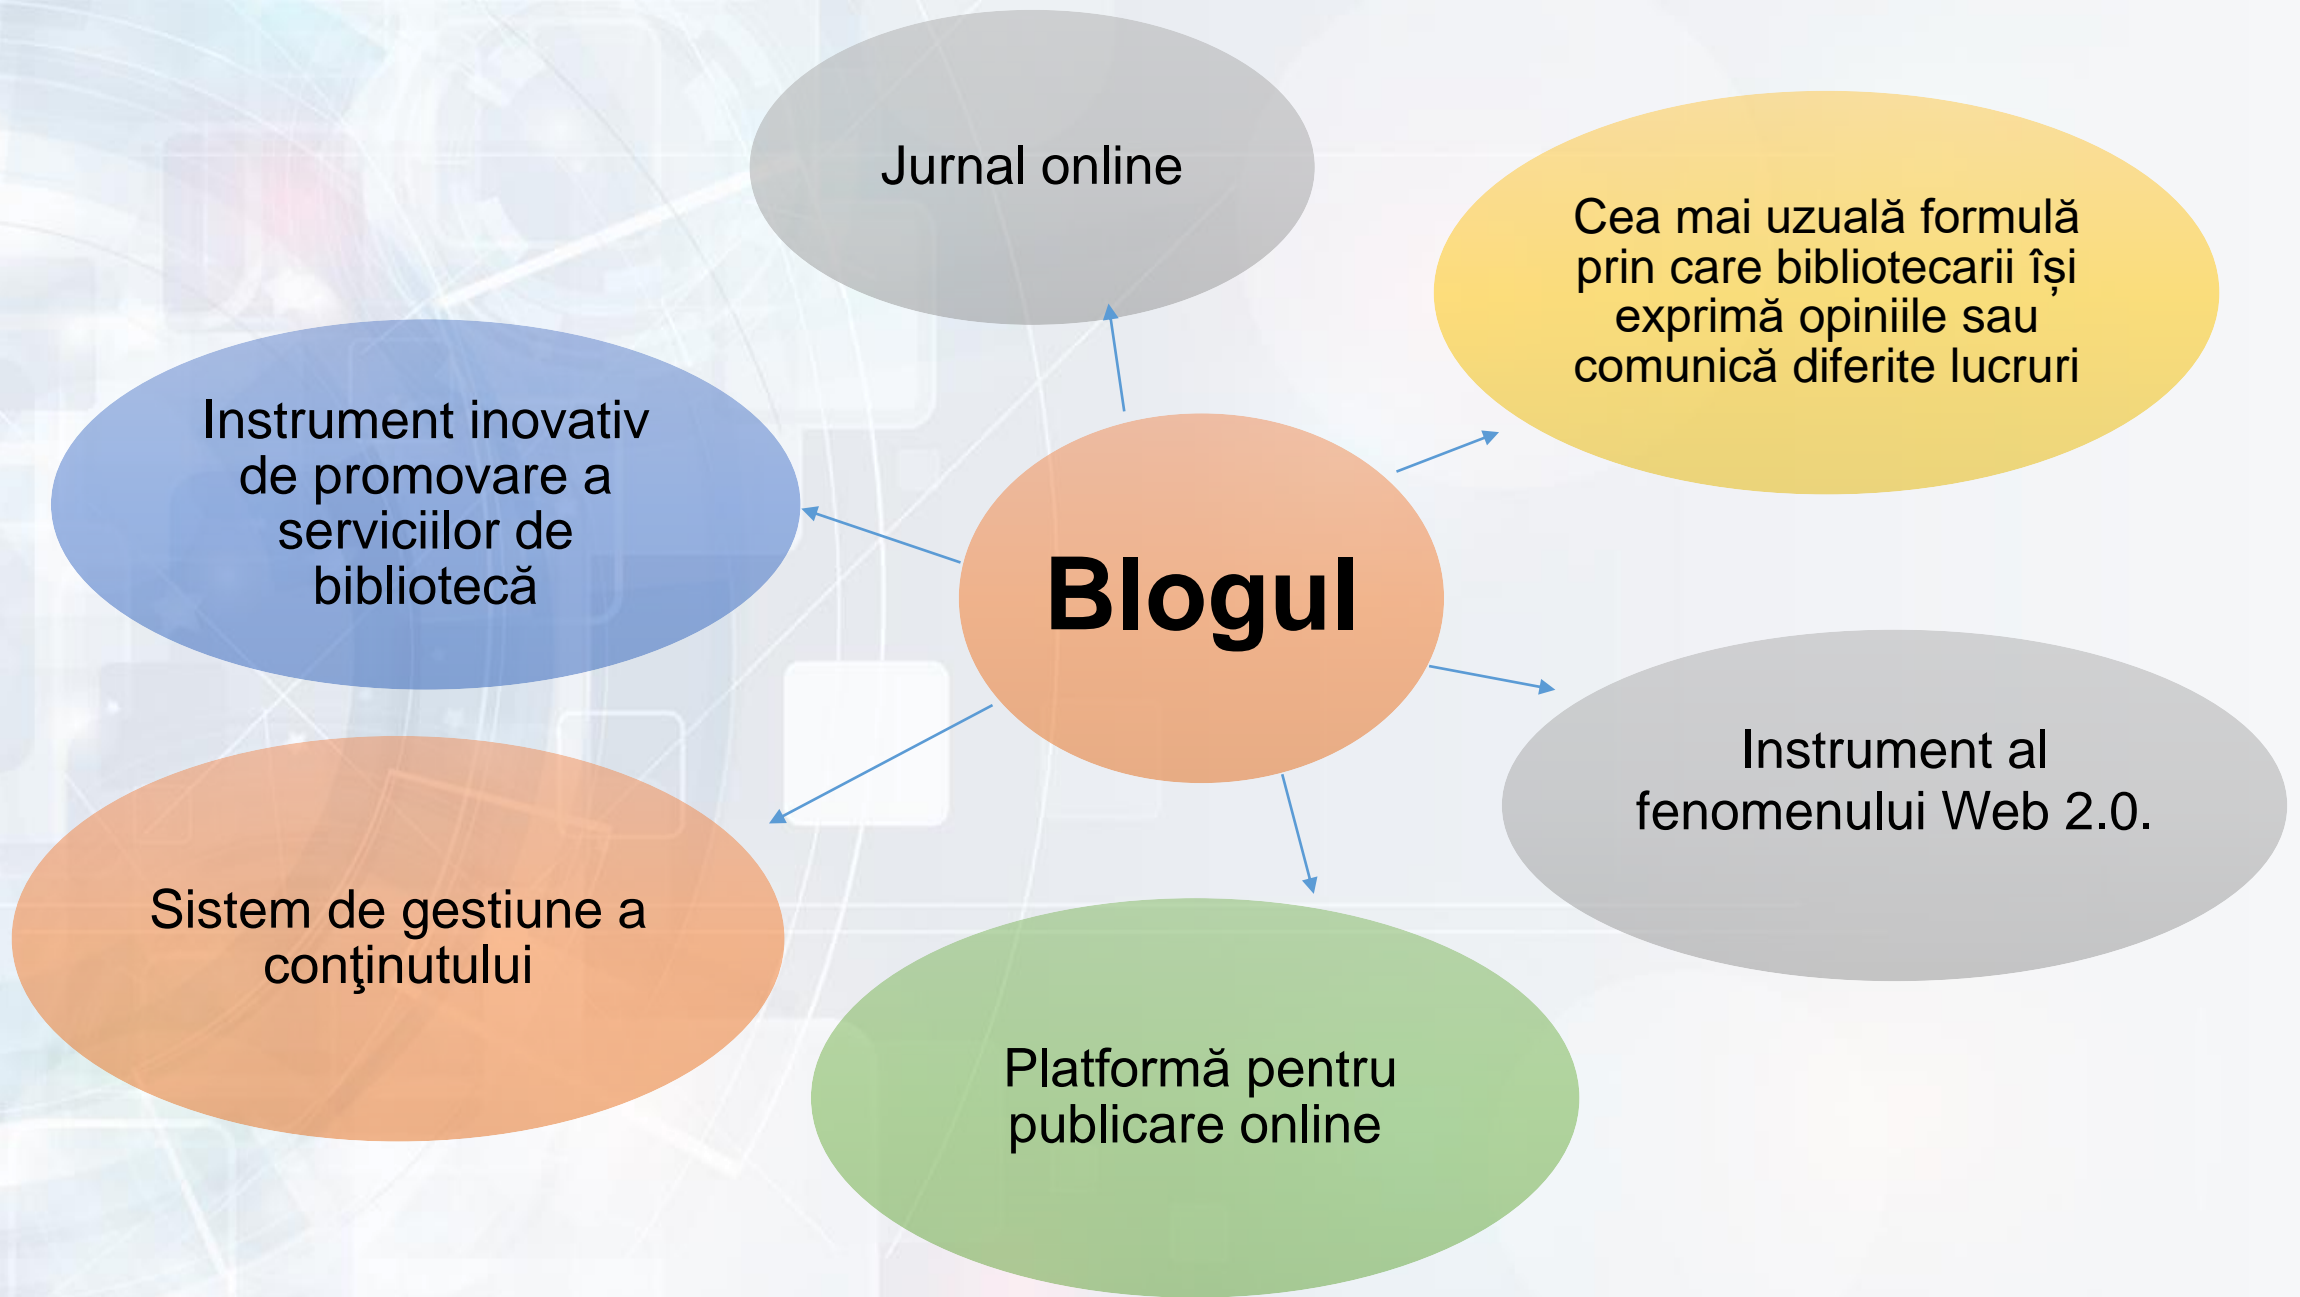 Jurnal online
Cea mai uzuală formulă
prin care bibliotecarii își
exprimă opiniile sau
comunică diferite lucruri
Instrument inovativ
de promovare a
serviciilor de
bibliotecă
Blogul
Instrument al
fenomenului Web 2.0.
Sistem de gestiune a
conţinutului
Platformă pentru
publicare online